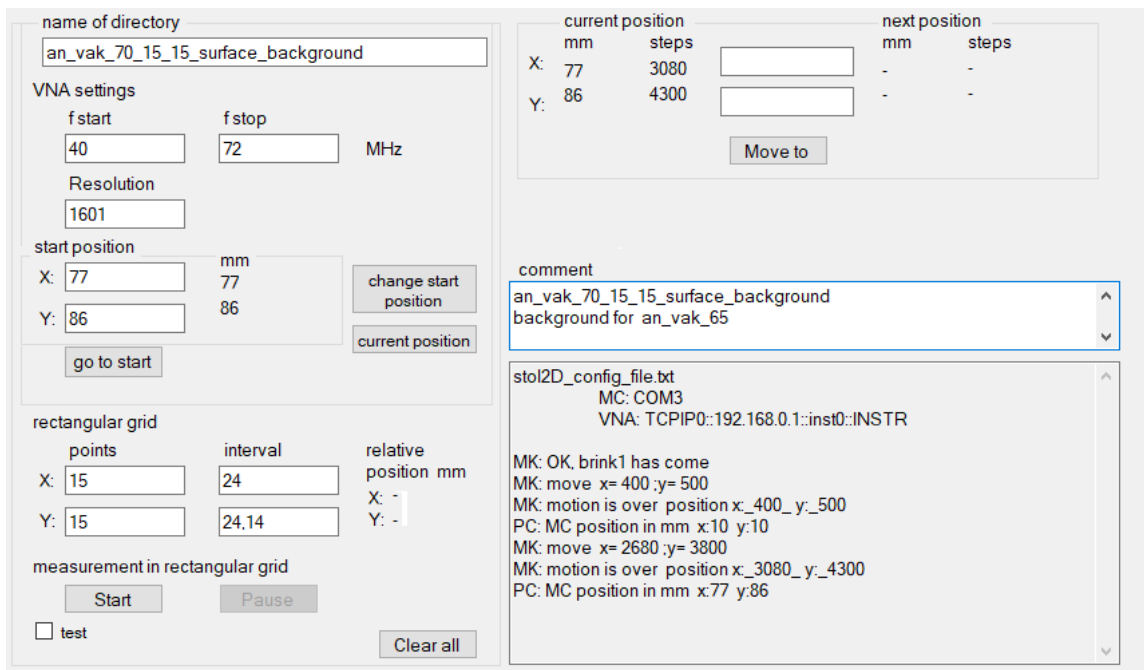 name of directory
an_vak_70_15_15_surface_background
VNA settings
f start f stop
40 72 MHz
Resolution
1601
start position
mm
X: 77 77
Y: 86 86
change start position
current position
go to start
rectangular grid
points interval relative position mm
X: 15 24 X: -
Y: 15 24,14 Y: -
measurement in rectangular grid
Start Pause
test
Clear all
current position next position
mm steps mm steps
X: 77 3080 - -
Y: 86 4300 - -
Move to
comment
an_vak_70_15_15_surface_background
background for an_vak_65
stol2D_config_file.txt
MC: COM3
VNA: TCPIP0::192.168.0.1::inst0::INSTR
MK: OK, brink1 has come
MK: move x= 400 ;y= 500
MK: motion is over position x:_400_ y:_500
PC: MC position in mm x:10 y:10
MK: move x= 2680 ;y= 3800
MK: motion is over position x:_3080_ y:_4300
PC: MC position in mm x:77 y:86